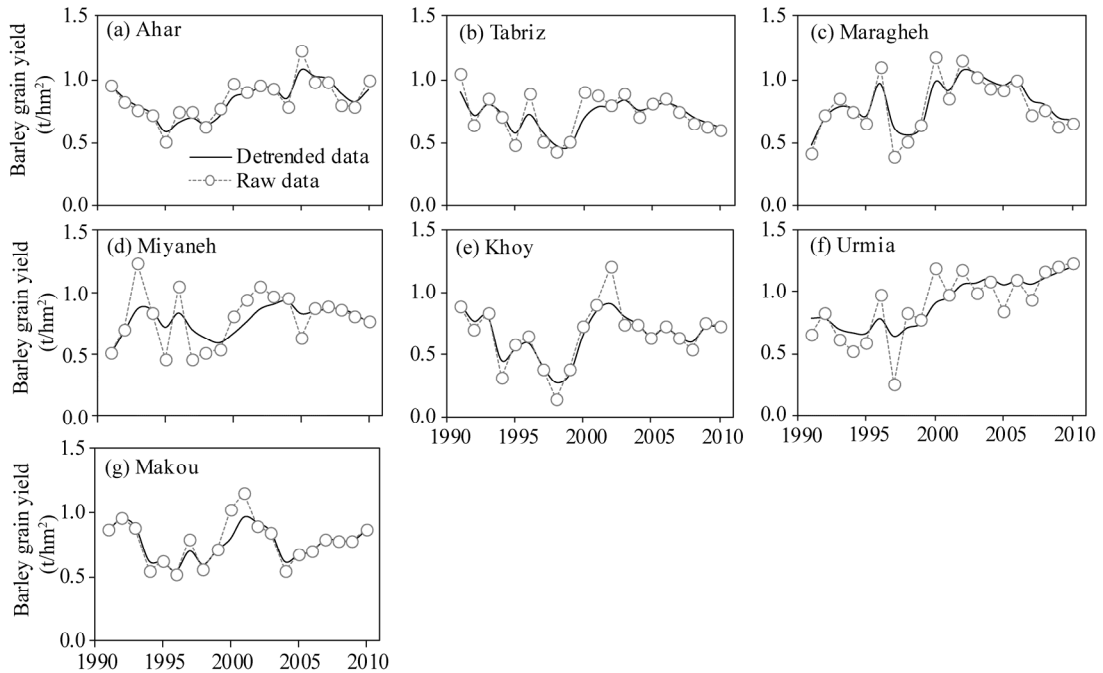 1.5
1.0
0.5
0.0
Barley grain yield
(t/hm²)
(a) Ahar
Detrended data
Raw data
1.5
1.0
0.5
0.0
(b) Tabriz
1.5
1.0
0.5
0.0
(c) Maragheh
1.5
1.0
0.5
0.0
Barley grain yield
(t/hm²)
(d) Miyaneh
1.5
1.0
0.5
0.0
(e) Khoy
1990 1995 2000 2005 2010
1.5
1.0
0.5
0.0
(f) Urmia
1990 1995 2000 2005 2010
1.5
1.0
0.5
0.0
Barley grain yield
(t/hm²)
(g) Makou
1990 1995 2000 2005 2010